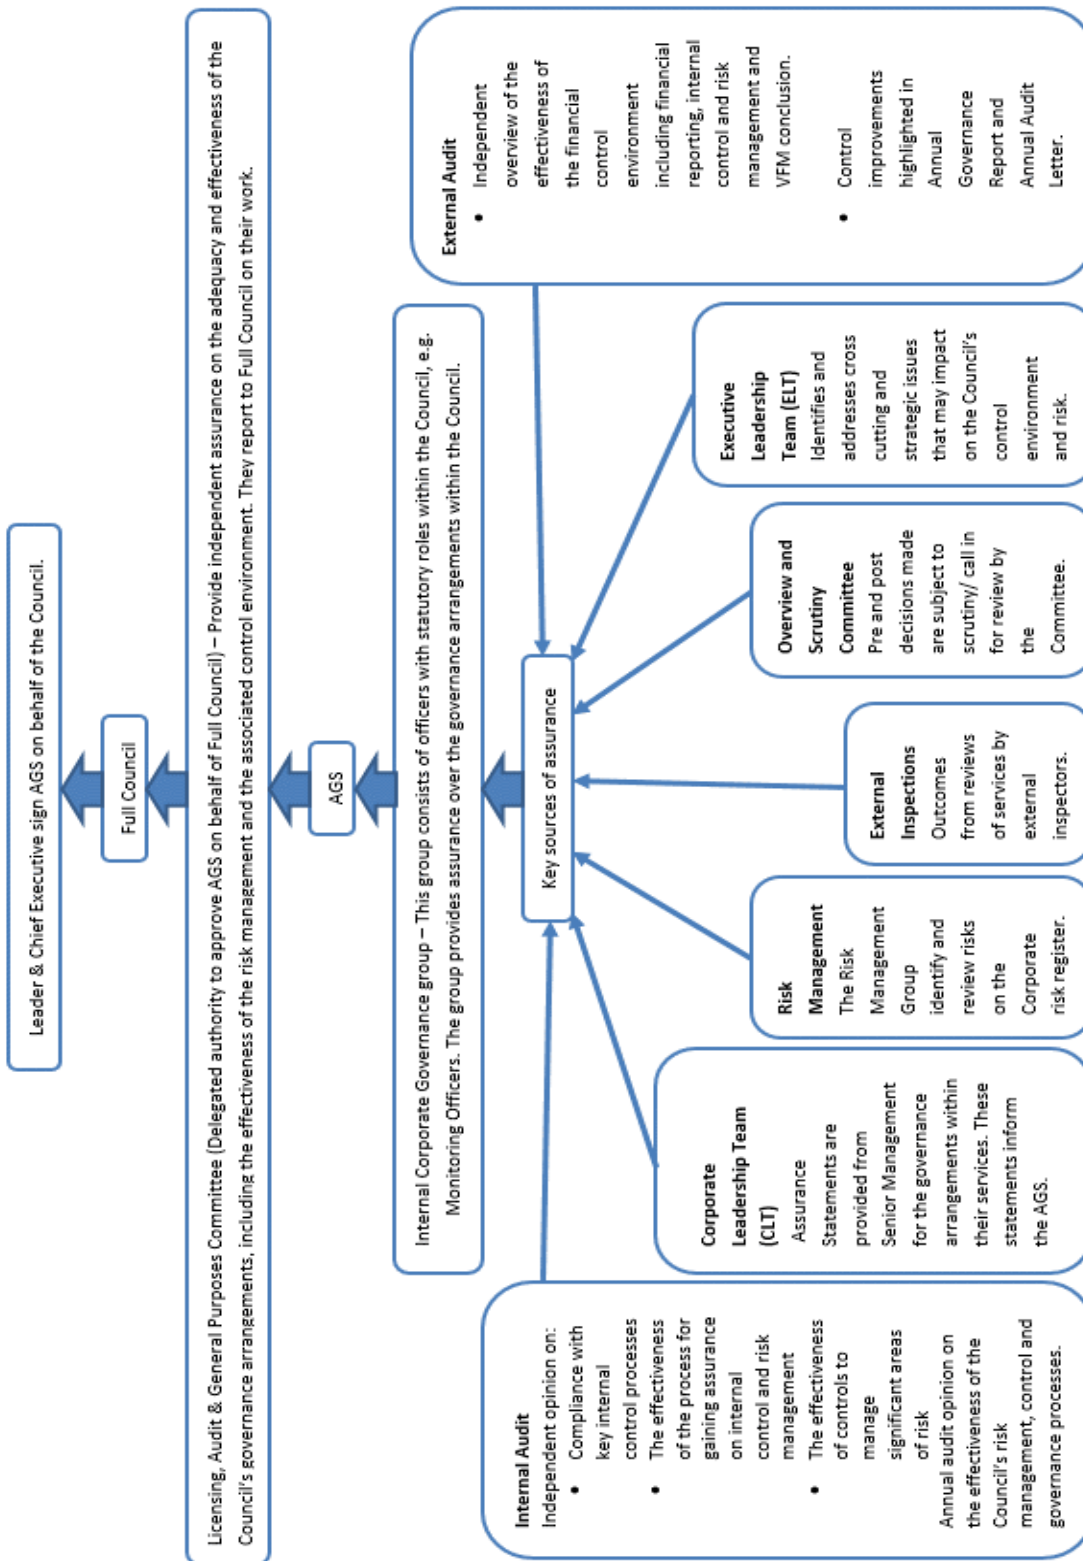 Leader & Chief Executive sign AGS on behalf of the Council.
Full Council
Licensing, Audit & General Purposes Committee (Delegated authority to approve AGS on behalf of Full Council) – Provide independent assurance on the adequacy and effectiveness of the
Council's governance arrangements, including the effectiveness of the risk management and the associated control environment. They report to Full Council on their work.
AGS
Internal Corporate Governance group – This group consists of officers with statutory roles within the Council, e.g.
Monitoring Officers. The group provides assurance over the governance arrangements within the Council.
Key sources of assurance
Internal Audit
Independent opinion on:
• Compliance with
key internal
control processes
• The effectiveness
of the process for
gaining assurance
on internal
control and risk
management
• The effectiveness
of controls to
manage
significant areas
of risk
Annual audit opinion on
the effectiveness of the
Council's risk
management, control and
governance processes.
Corporate
Leadership Team
(CLT)
Assurance
Statements are
provided from
Senior Management
for the governance
arrangements within
their services. These
statements inform
the AGS.
Risk
Management
The Risk
Management
Group
identify and
review risks
on the
Corporate
risk register.
External
Inspections
Outcomes
from reviews
of services by
external
inspectors.
Overview and
Scrutiny
Committee
Pre and post
decisions made
are subject to
scrutiny/ call in
for review by
the
Committee.
Executive
Leadership
Team (ELT)
Identifies and
addresses cross
cutting and
strategic issues
that may impact
on the Council's
control
environment
and risk.
External Audit
• Independent
overview of the
effectiveness of
the financial
control
environment
including financial
reporting, internal
control and risk
management and
VFM conclusion.
• Control
improvements
highlighted in
Annual
Governance
Report and
Annual Audit
Letter.